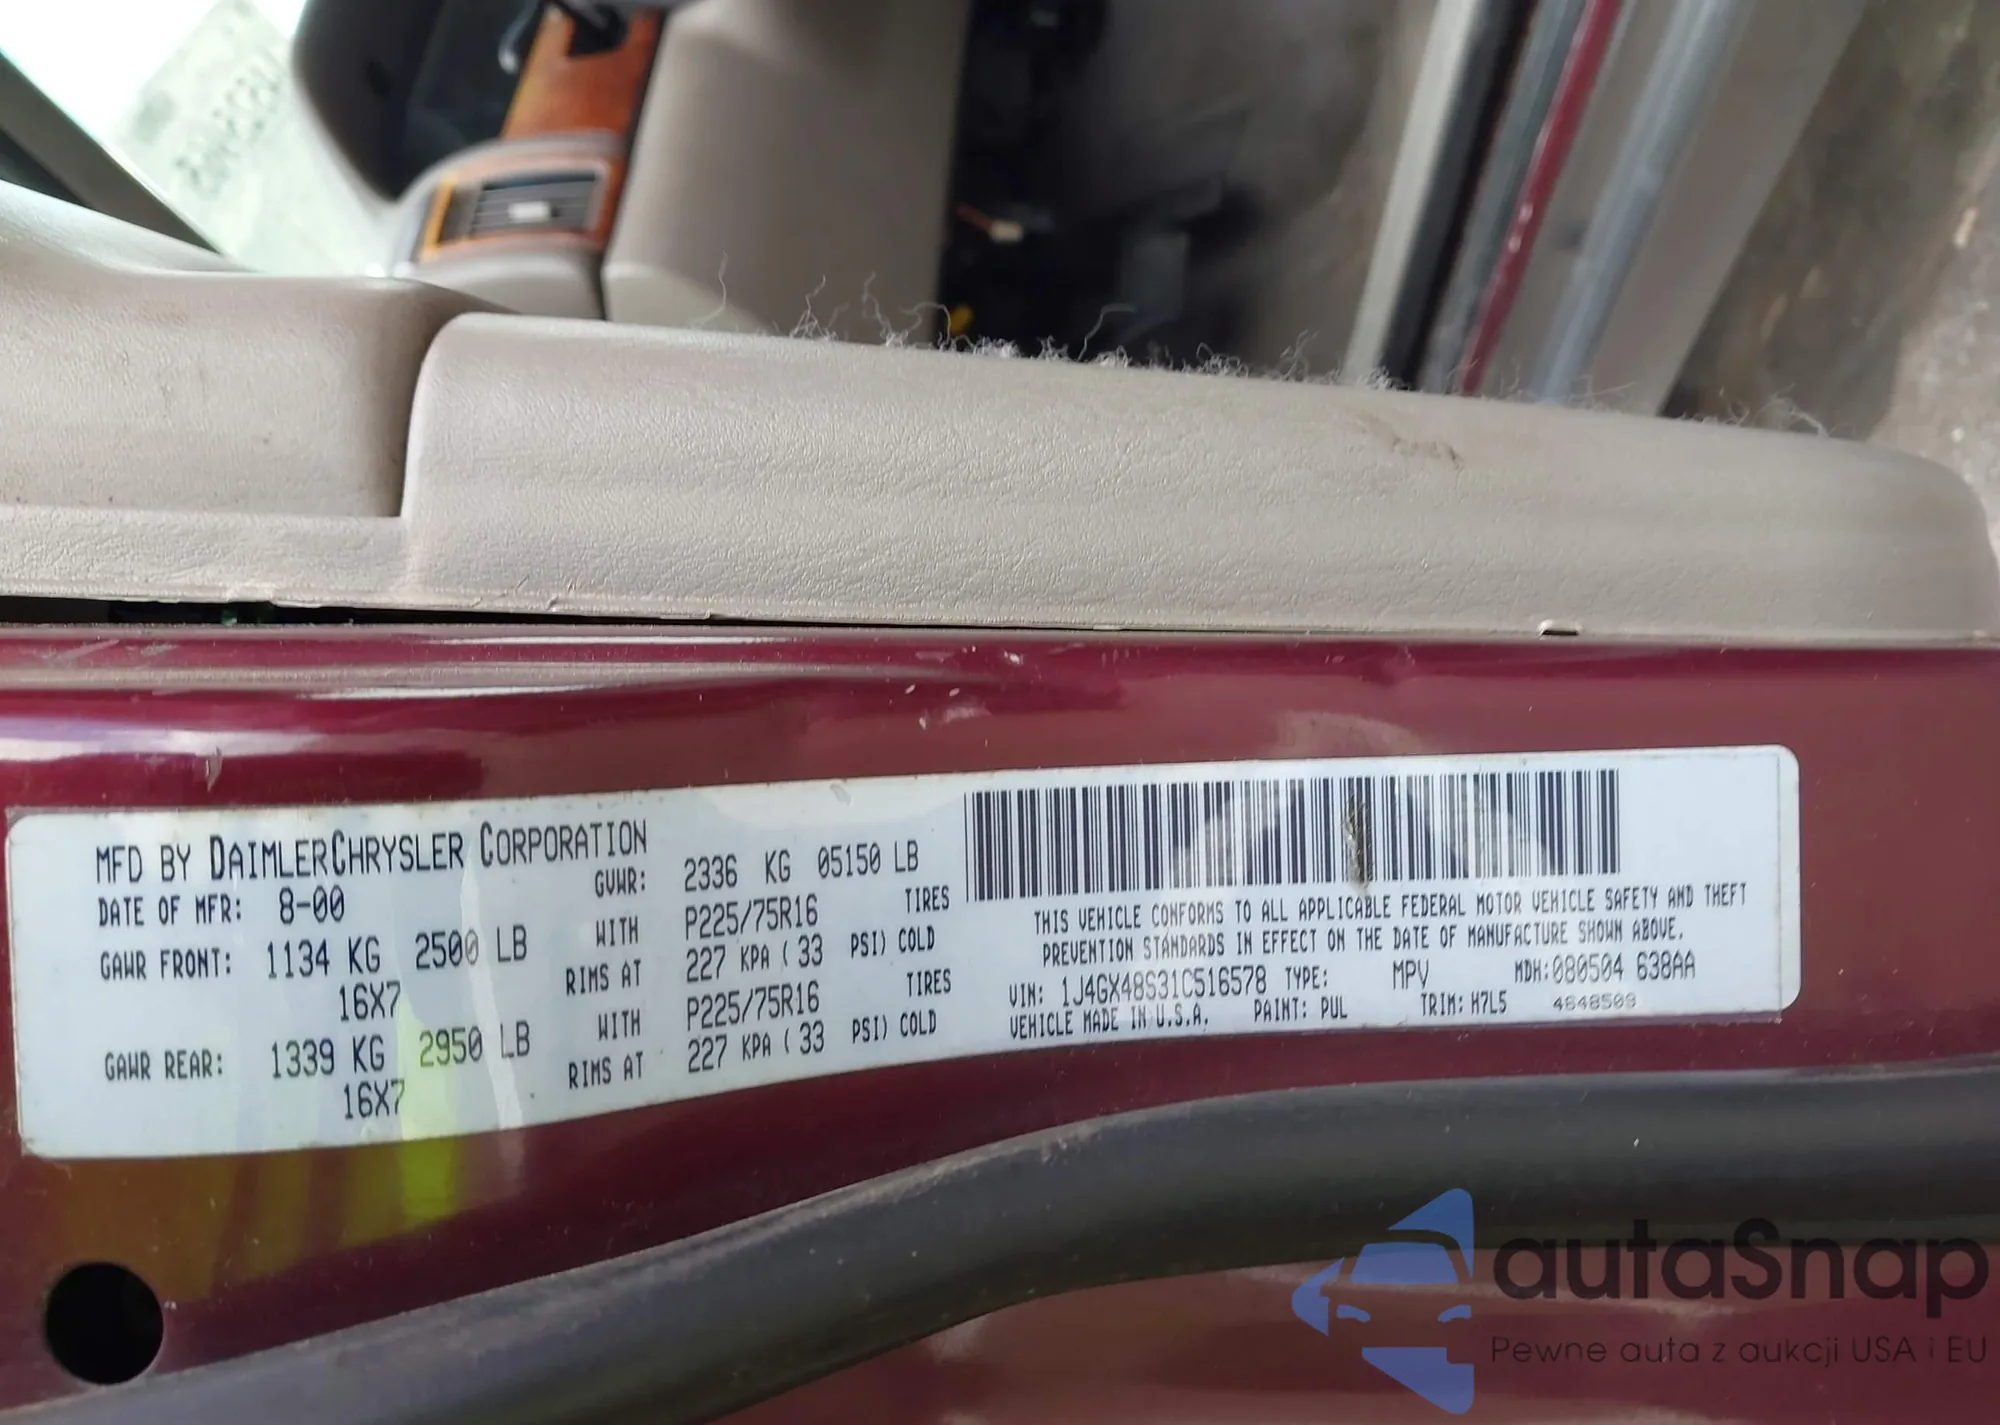 MFD BY DAIMLERCHRYSLER CORPORATION
DATE OF MFR: 8-00 GVWR: 2336 KG 05150 LB
GAWR FRONT: 1134 KG 2500 LB WITH P225/75R16 TIRES
16X7 RIMS AT 227 KPA ( 33 PSI) COLD
GAWR REAR: 1339 KG 2950 LB WITH P225/75R16 TIRES
16X7 RIMS AT 227 KPA ( 33 PSI) COLD
THIS VEHICLE CONFORMS TO ALL APPLICABLE FEDERAL MOTOR VEHICLE SAFETY AND THEFT
PREVENTION STANDARDS IN EFFECT ON THE DATE OF MANUFACTURE SHOWN ABOVE.
VIN: 1J4GX48S31C516578 TYPE: MPV MDH:080504 638AA
VEHICLE MADE IN U.S.A. PAINT: PUL TRIM: H7L5 4648509
autaSnap
Pewne auta z aukcji USA i EU